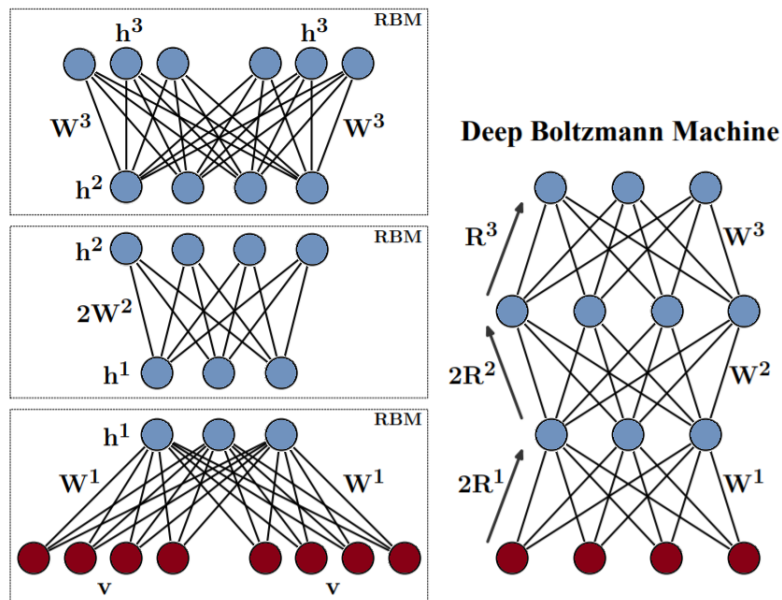 RBM
h³ h³
W³ W³
h²
RBM
h²
2W²
h¹
RBM
h¹
W¹ W¹
v v
Deep Boltzmann Machine
R³ W³
2R² W²
2R¹ W¹